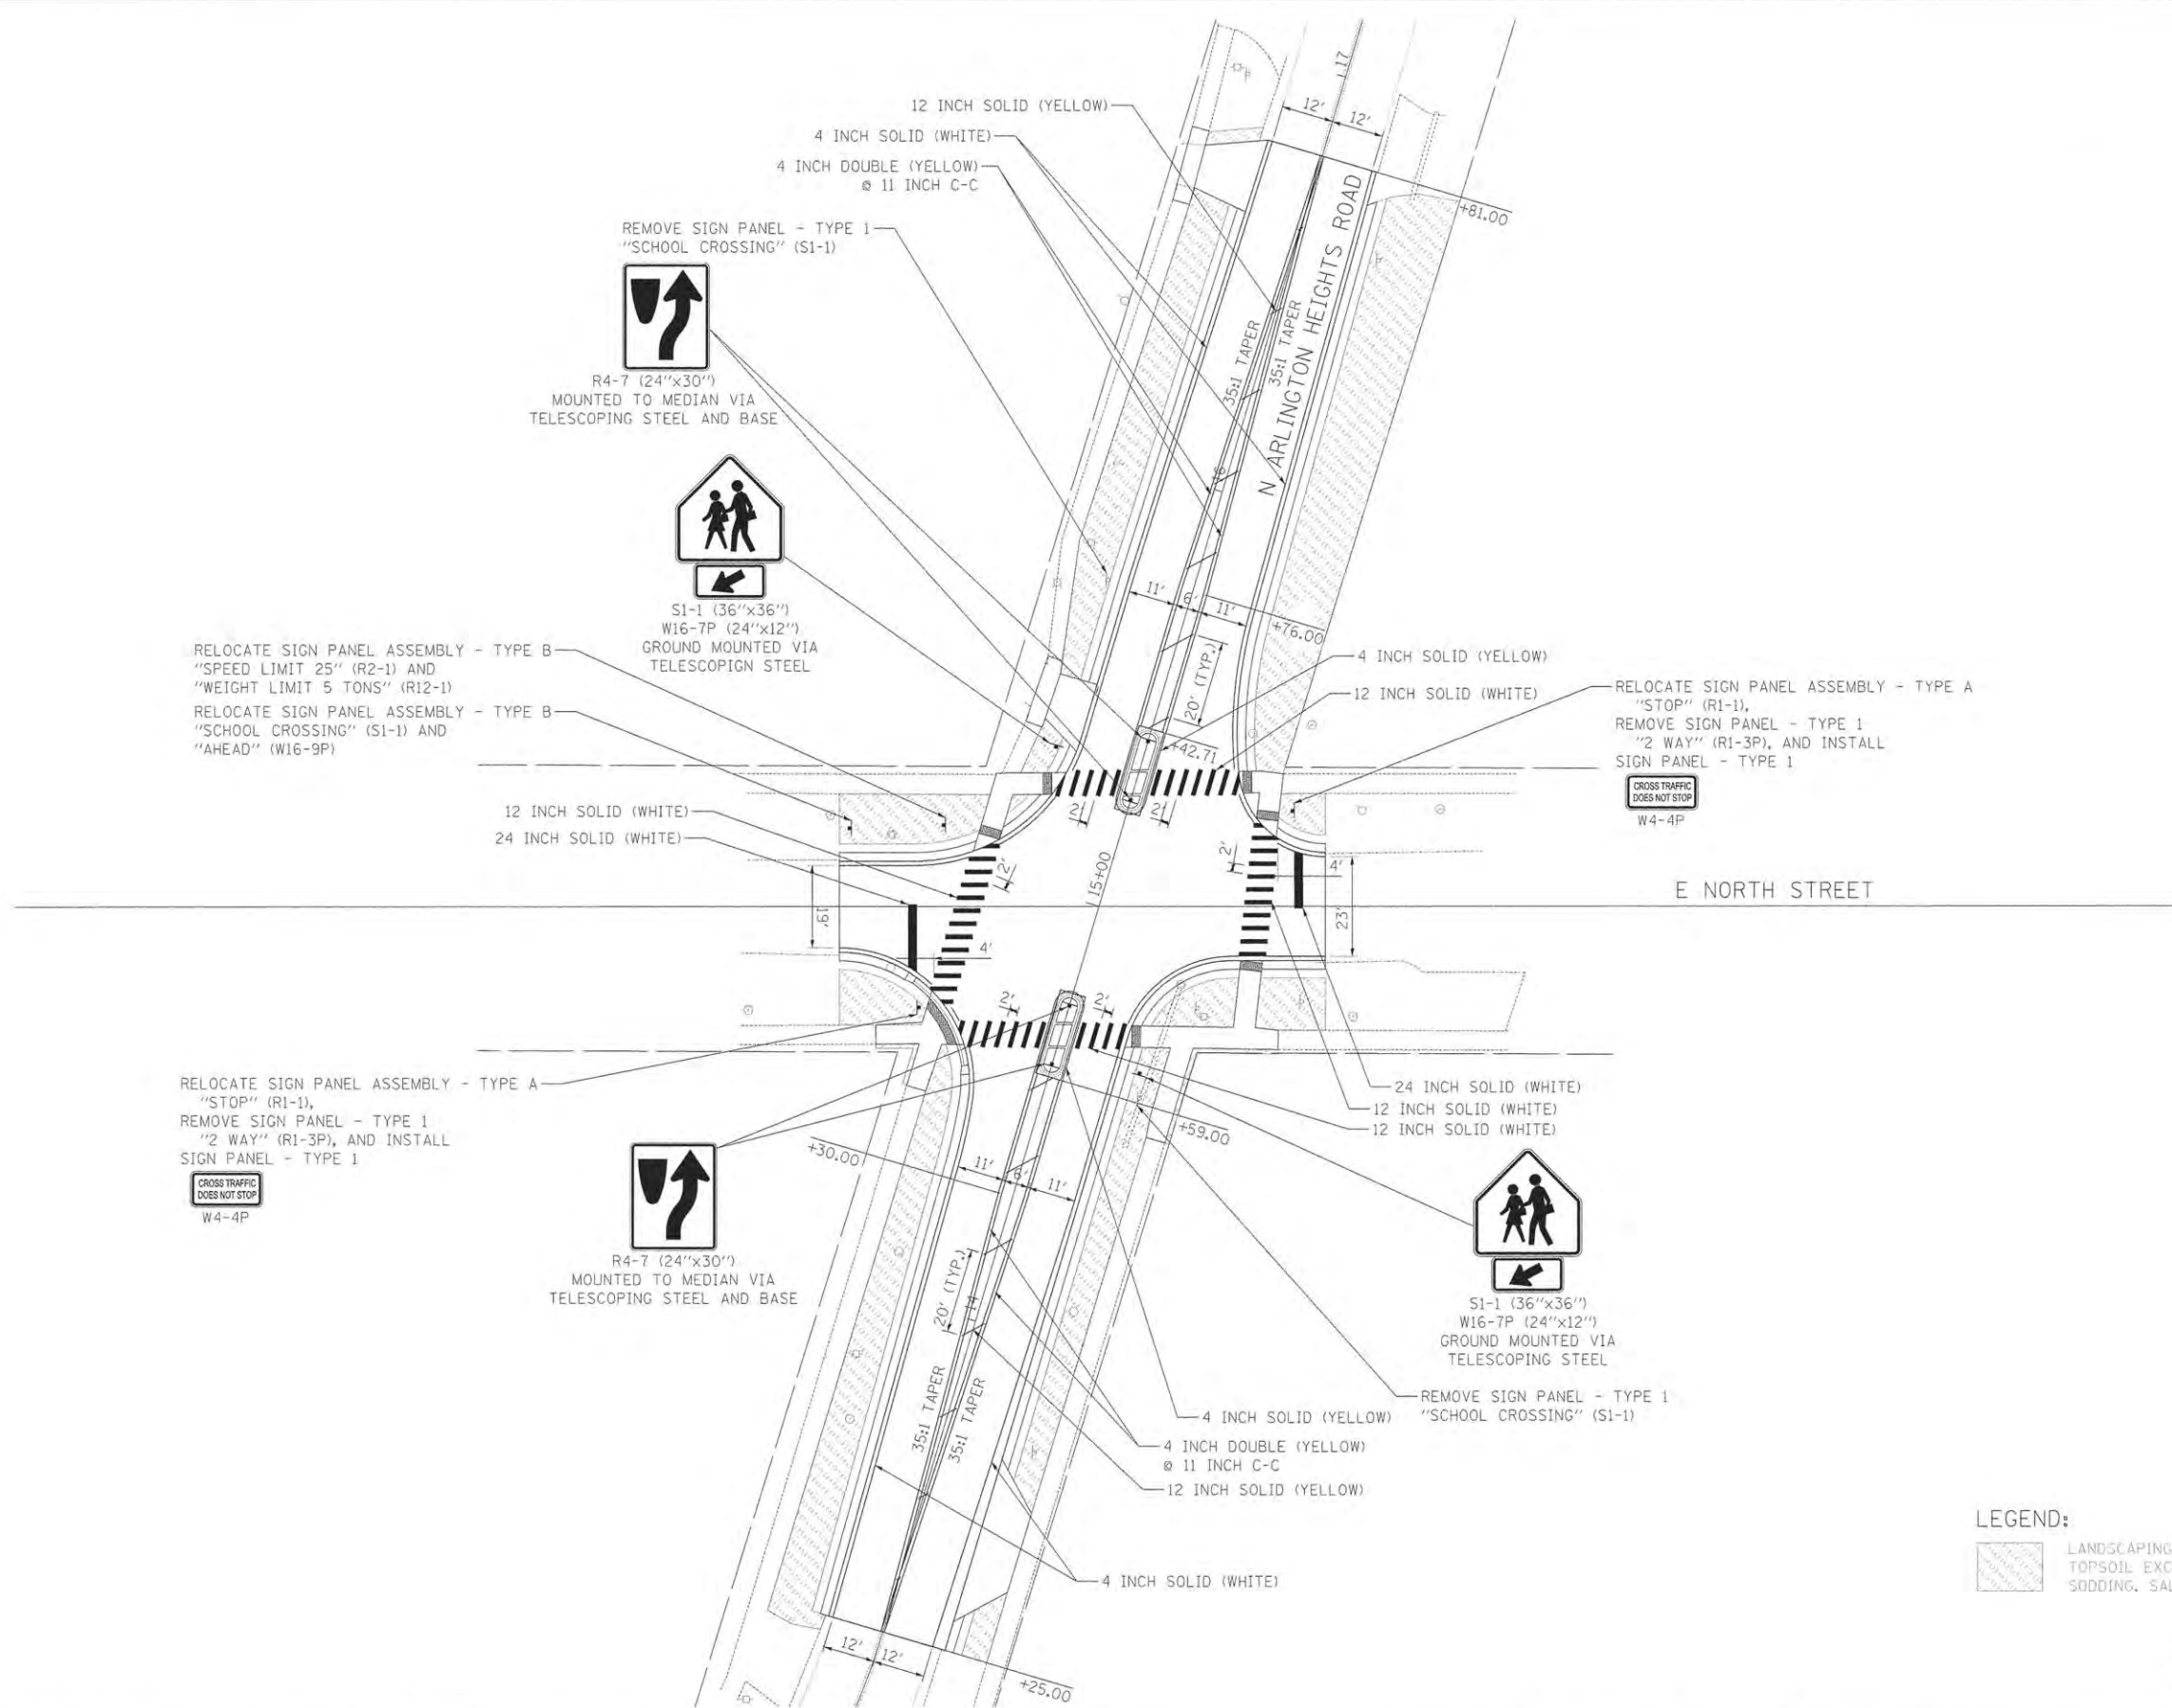 17
12 INCH SOLID (YELLOW)
12'
12'
4 INCH SOLID (WHITE)
4 INCH DOUBLE (YELLOW)
@ 11 INCH C-C
+81.00
REMOVE SIGN PANEL - TYPE 1
"SCHOOL CROSSING" (S1-1)
N ARLINGTON HEIGHTS ROAD
35:1 TAPER
35:1 TAPER
R4-7 (24"x30")
MOUNTED TO MEDIAN VIA
TELESCOPING STEEL AND BASE
16
S1-1 (36"x36")
W16-7P (24"x12")
GROUND MOUNTED VIA
TELESCOPIGN STEEL
11'
6'
11'
+76.00
20' (TYP.)
+42.71
RELOCATE SIGN PANEL ASSEMBLY - TYPE B
"SPEED LIMIT 25" (R2-1) AND
"WEIGHT LIMIT 5 TONS" (R12-1)
RELOCATE SIGN PANEL ASSEMBLY - TYPE B
"SCHOOL CROSSING" (S1-1) AND
"AHEAD" (W16-9P)
4 INCH SOLID (YELLOW)
12 INCH SOLID (WHITE)
RELOCATE SIGN PANEL ASSEMBLY - TYPE A
"STOP" (R1-1),
REMOVE SIGN PANEL - TYPE 1
"2 WAY" (R1-3P), AND INSTALL
SIGN PANEL - TYPE 1
CROSS TRAFFIC
DOES NOT STOP
W4-4P
12 INCH SOLID (WHITE)
24 INCH SOLID (WHITE)
2'
2'
2'
2'
4'
15+00
E NORTH STREET
19'
23'
4'
2'
2'
RELOCATE SIGN PANEL ASSEMBLY - TYPE A
"STOP" (R1-1),
REMOVE SIGN PANEL - TYPE 1
"2 WAY" (R1-3P), AND INSTALL
SIGN PANEL - TYPE 1
CROSS TRAFFIC
DOES NOT STOP
W4-4P
24 INCH SOLID (WHITE)
12 INCH SOLID (WHITE)
12 INCH SOLID (WHITE)
+59.00
+30.00
11'
6'
11'
R4-7 (24"x30")
MOUNTED TO MEDIAN VIA
TELESCOPING STEEL AND BASE
20' (TYP.)
14
S1-1 (36"x36")
W16-7P (24"x12")
GROUND MOUNTED VIA
TELESCOPING STEEL
35:1 TAPER
35:1 TAPER
REMOVE SIGN PANEL - TYPE 1
"SCHOOL CROSSING" (S1-1)
4 INCH SOLID (YELLOW)
4 INCH DOUBLE (YELLOW)
@ 11 INCH C-C
12 INCH SOLID (YELLOW)
4 INCH SOLID (WHITE)
12'
12'
+25.00
LEGEND:
LANDSCAPING
TOPSOIL EXC
SODDING, SAL